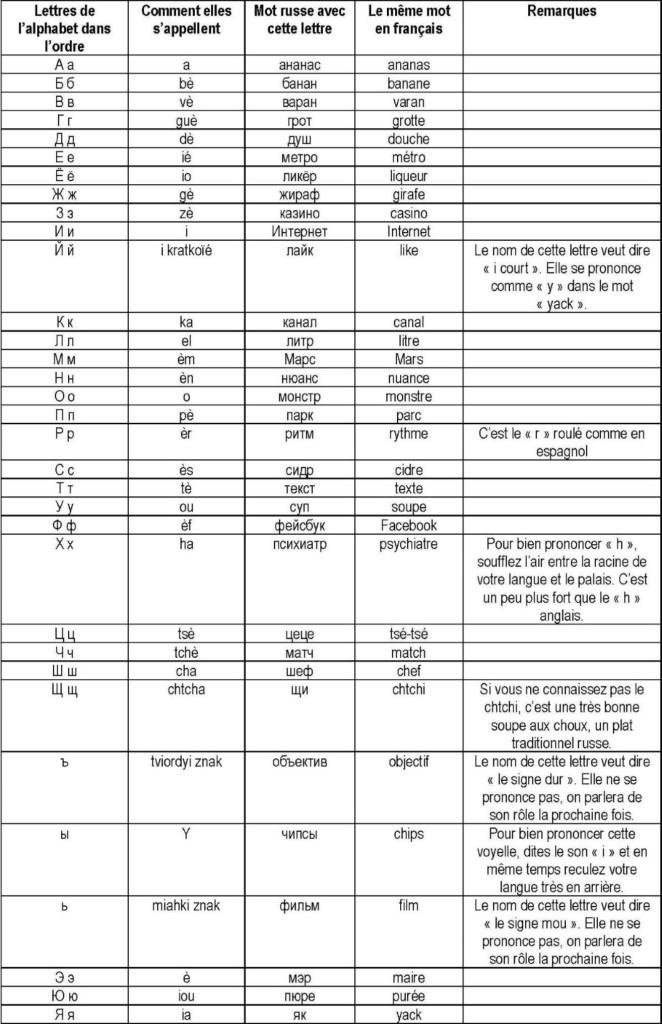 Lettres de l'alphabet dans l'ordre | Comment elles s'appellent | Mot russe avec cette lettre | Le même mot en français | Remarques
А а | a | ананас | ananas
Б б | bè | банан | banane
В в | vè | варан | varan
Г г | guè | грот | grotte
Д д | dè | душ | douche
Е е | ié | метро | métro
Ё ё | io | ликёр | liqueur
Ж ж | gè | жираф | girafe
З з | zè | казино | casino
И и | i | Интернет | Internet
Й й | i kratkoïé | лайк | like | Le nom de cette lettre veut dire
« i court ». Elle se prononce
comme « y » dans le mot
« yack ».
К к | ka | канал | canal
Л л | el | литр | litre
М м | èm | Марс | Mars
Н н | èn | нюанс | nuance
О о | o | монстр | monstre
П п | pè | парк | parc
Р р | èr | ритм | rythme | C'est le « r » roulé comme en
espagnol
С с | ès | сидр | cidre
Т т | tè | текст | texte
У у | ou | суп | soupe
Ф ф | èf | фейсбук | Facebook
Х х | ha | психиатр | psychiatre | Pour bien prononcer « h »,
soufflez l'air entre la racine de
votre langue et le palais. C'est
un peu plus fort que le « h »
anglais.
Ц ц | tsè | цеце | tsé-tsé
Ч ч | tchè | матч | match
Ш ш | cha | шеф | chef
Щ щ | chtcha | щи | chtchi | Si vous ne connaissez pas le
chtchi, c'est une très bonne
soupe aux choux, un plat
traditionnel russe.
ъ | tviordyi znak | объектив | objectif | Le nom de cette lettre veut dire
« le signe dur ». Elle ne se
prononce pas, on parlera de
son rôle la prochaine fois.
ы | Y | чипсы | chips | Pour bien prononcer cette
voyelle, dites le son « i » et en
même temps reculez votre
langue très en arrière.
ь | miahki znak | фильм | film | Le nom de cette lettre veut dire
« le signe mou ». Elle ne se
prononce pas, on parlera de
son rôle la prochaine fois.
Э э | è | мэр | maire
Ю ю | iou | пюре | purée
Я я | ia | як | yack